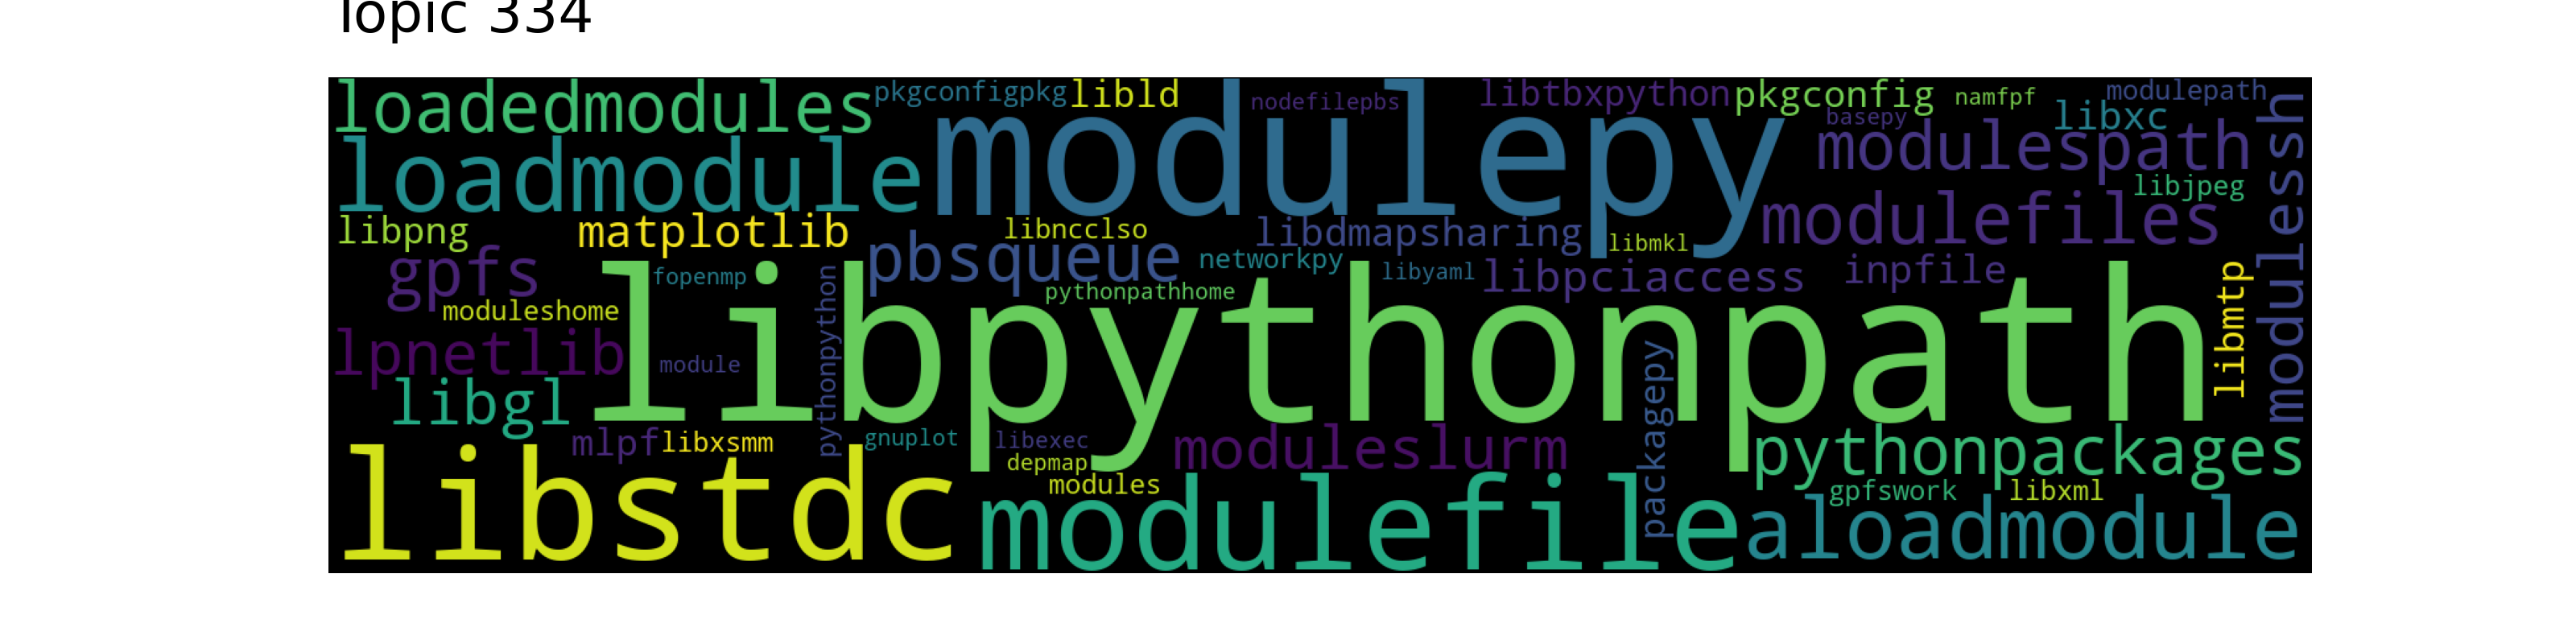 Topic 334
loadedmodules pkgconfigpkg libld nodefilepbs libtbxpython pkgconfig namfpf modulepath
basepy libxc
loadmodule modulepy modulespath
libjpeg
modulessh
libpng matplotlib libncclso libdmapsharing libmkl modulefiles
gpfs fopenmp pbsqueue networkpy libyaml libpciaccess inpfile
moduleshome pythonpathhome
lpnetlib module pythonpython libpythonpath libmtp
libgl packagepy
mlpf libxsmm gnuplot libexec moduleslurm pythonpackages
depmap
libstdc modules modulefile gpfswork libxml
aloadmodule